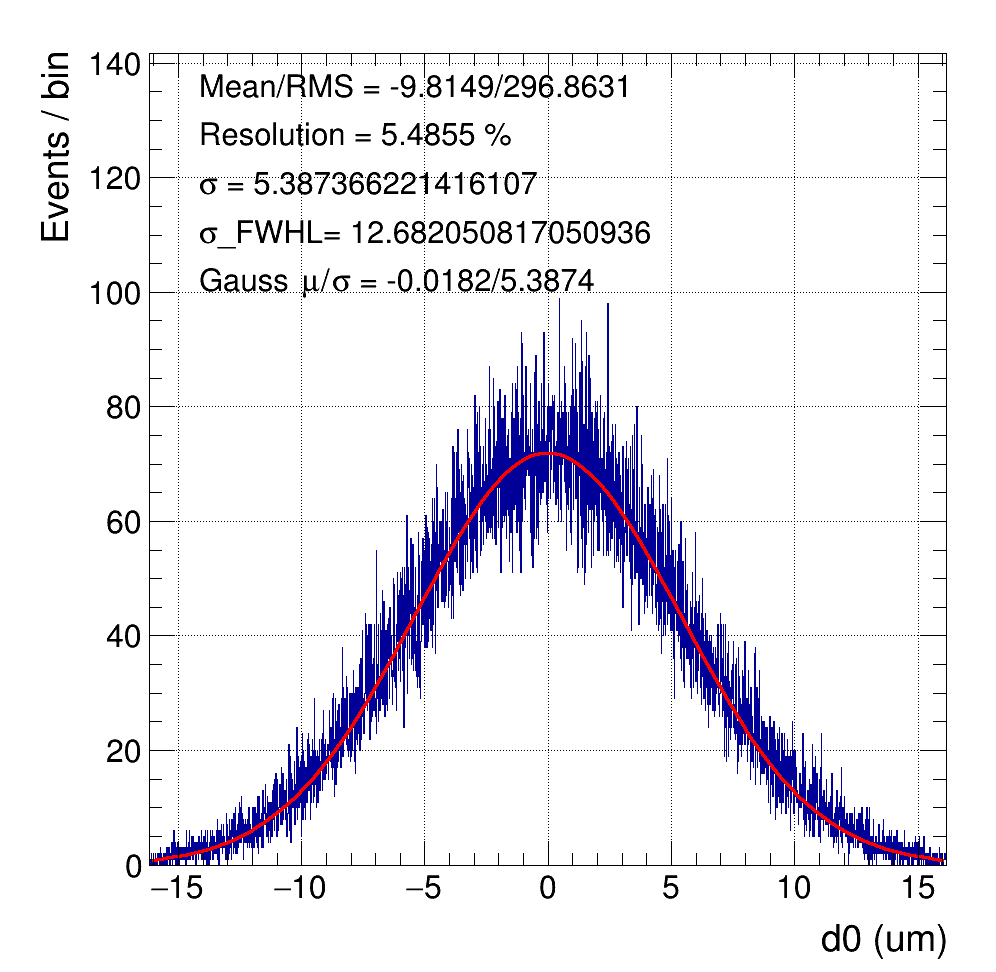 Events / bin
140
120
100
80
60
40
20
0
Mean/RMS = -9.8149/296.8631
Resolution = 5.4855 %
σ = 5.387366221416107
σ_FWHL= 12.682050817050936
Gauss μ/σ = -0.0182/5.3874
−15 −10 −5 0 5 10 15
d0 (um)